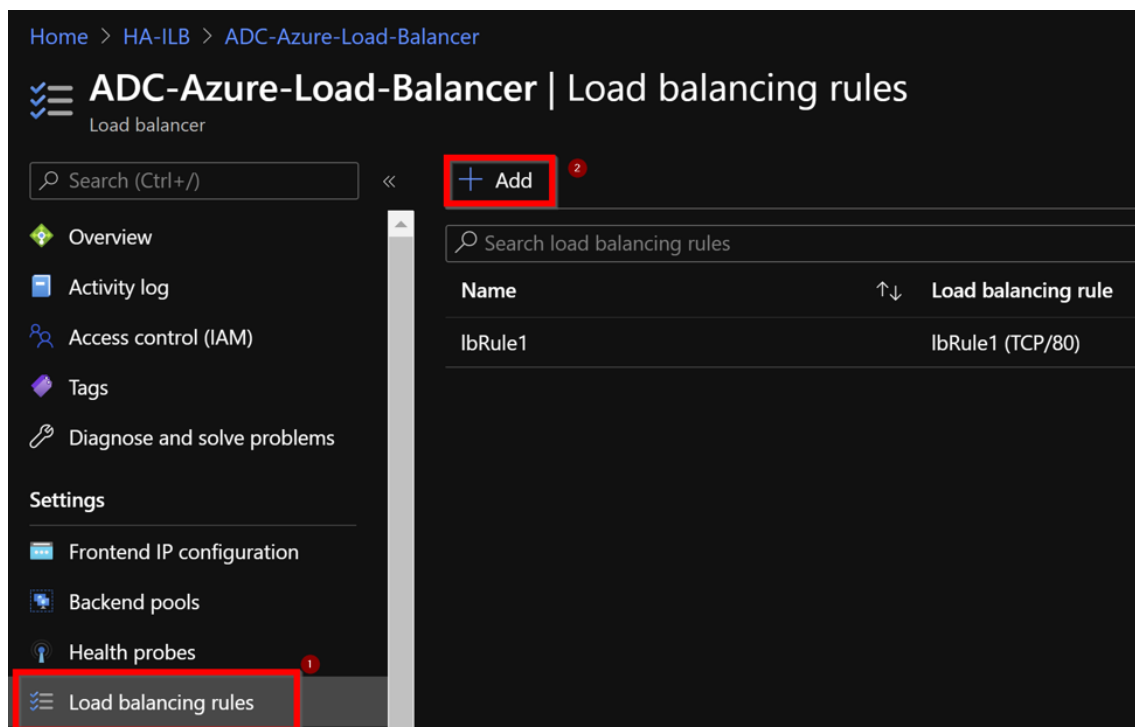 Home > HA-ILB > ADC-Azure-Load-Balancer
ADC-Azure-Load-Balancer | Load balancing rules
Load balancer
Search (Ctrl+/)
«
+ Add
2
Overview
Activity log
Access control (IAM)
Tags
Diagnose and solve problems
Settings
Frontend IP configuration
Backend pools
Health probes
1
Load balancing rules
Search load balancing rules
Name ↑↓ Load balancing rule
lbRule1 lbRule1 (TCP/80)